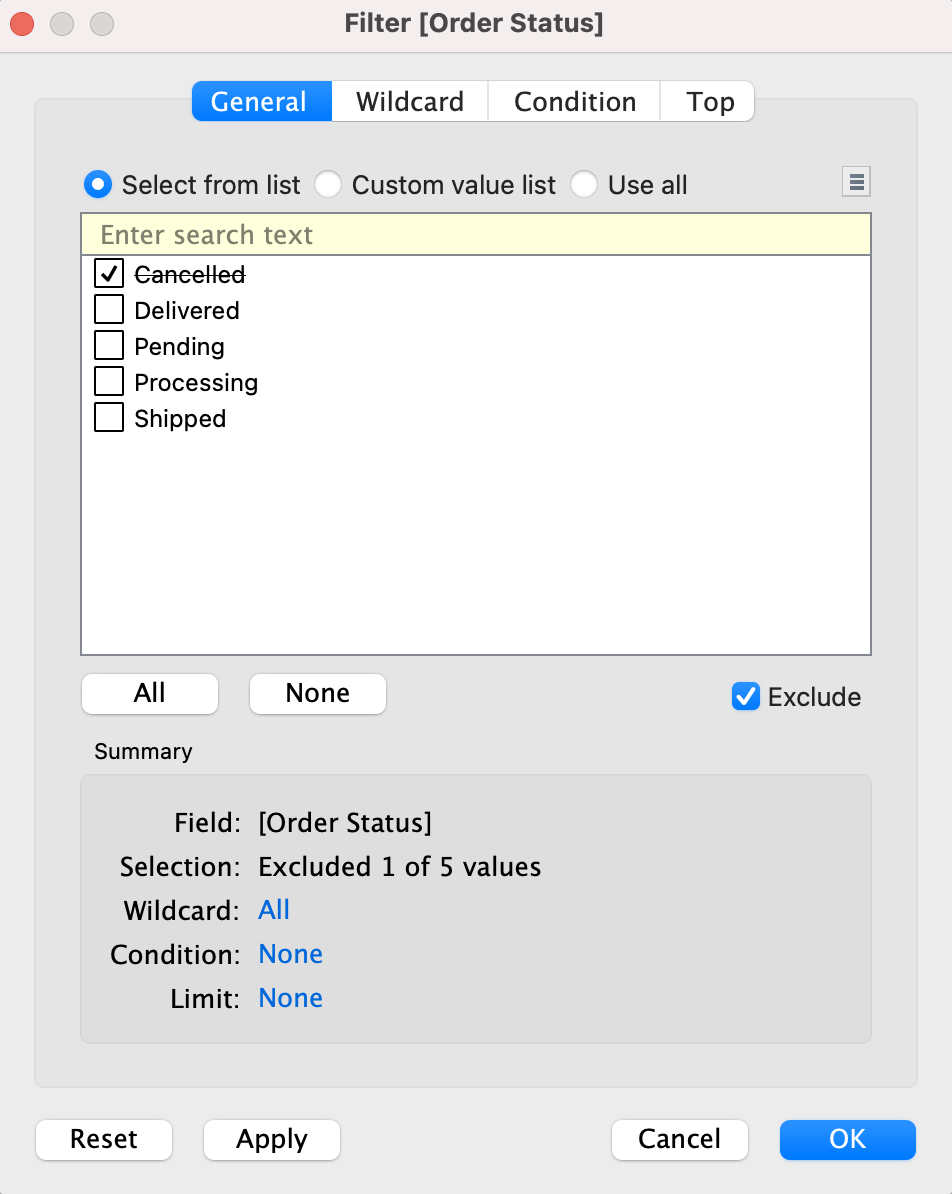 Filter [Order Status]
General Wildcard Condition Top
Select from list Custom value list Use all
Enter search text
Cancelled
Delivered
Pending
Processing
Shipped
All None Exclude
Summary
Field: [Order Status]
Selection: Excluded 1 of 5 values
Wildcard: All
Condition: None
Limit: None
Reset Apply Cancel OK